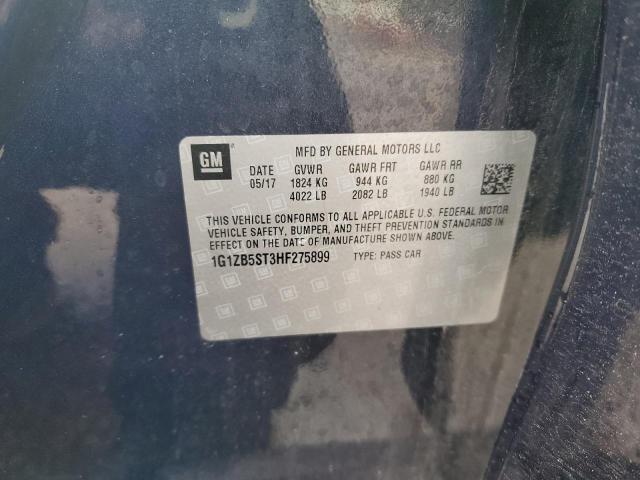 GM
MFD BY GENERAL MOTORS LLC
DATE GVWR GAWR FRT GAWR RR
05/17 1824 KG 944 KG 880 KG
4022 LB 2082 LB 1940 LB
THIS VEHICLE CONFORMS TO ALL APPLICABLE U.S. FEDERAL MOTOR
VEHICLE SAFETY, BUMPER, AND THEFT PREVENTION STANDARDS IN
EFFECT ON THE DATE OF MANUFACTURE SHOWN ABOVE.
1G1ZB5ST3HF275899 TYPE: PASS CAR